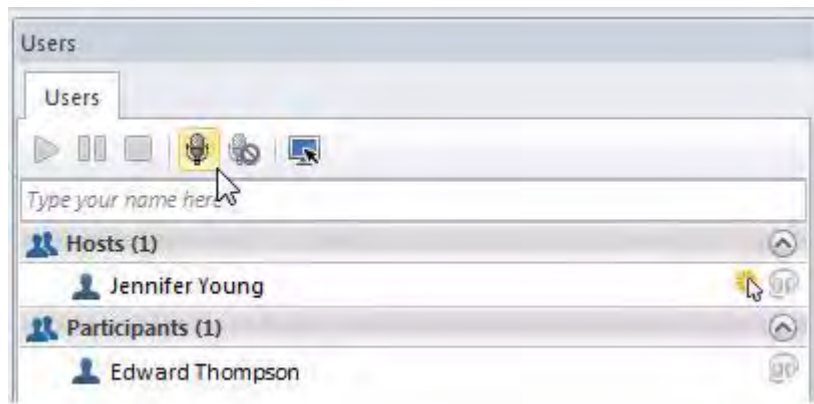 Users
Users
Type your name here
Hosts (1)
Jennifer Young
Participants (1)
Edward Thompson